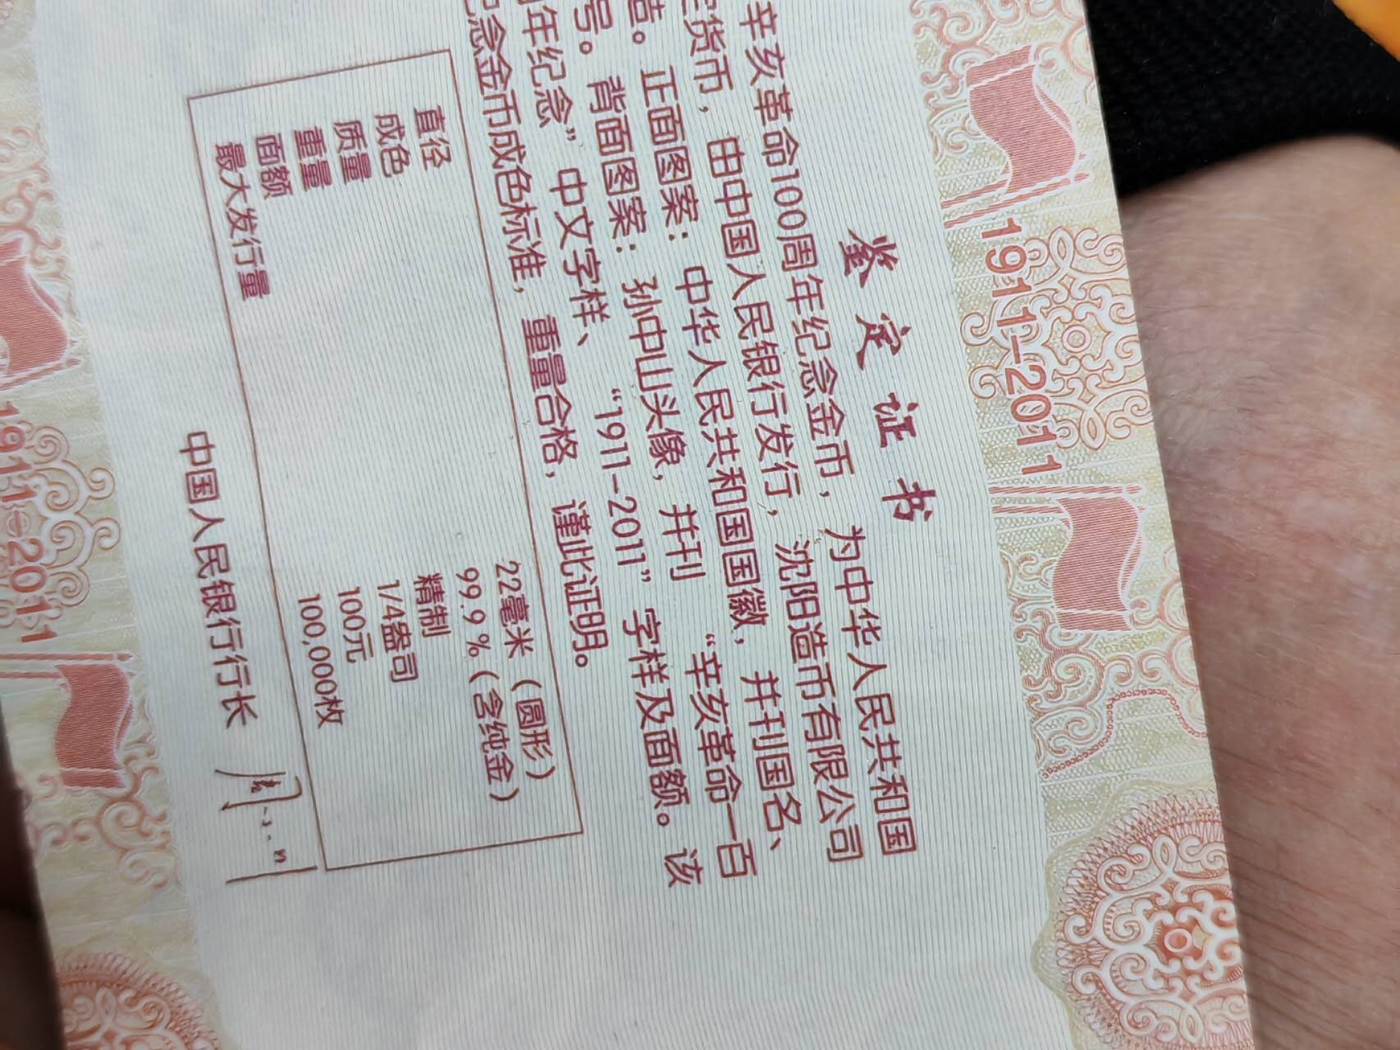 1911-2011
鉴定证书
辛亥革命100周年纪念金币，为中华人民共和国
定货币，由中国人民银行发行，沈阳造币有限公司
造。正面图案：中华人民共和国国徽，并刊国名、
号。背面图案：孙中山头像，并刊“辛亥革命一百
周年纪念”中文字样、“1911-2011”字样及面额。该
纪念金币成色标准，重量合格，谨此证明。
直径 22毫米（圆形）
成色 99.9%（含纯金）
质量 精制
重量 1/4盎司
面额 100元
最大发行量 100,000枚
中国人民银行行长
1911-2011